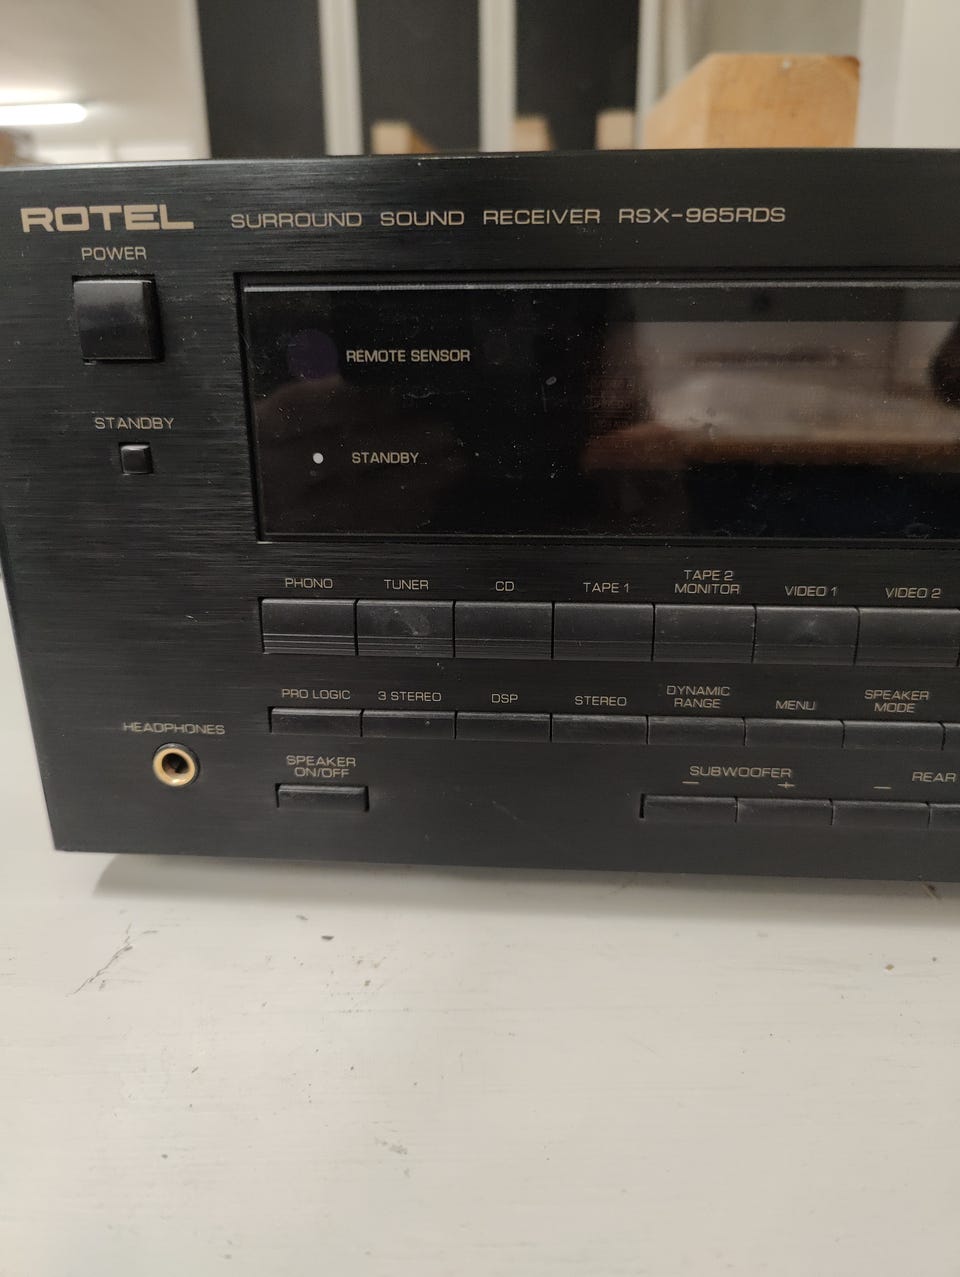 ROTEL SURROUND SOUND RECEIVER RSX-965RDS
POWER
REMOTE SENSOR
STANDBY
STANDBY
PHONO TUNER CD TAPE 1 TAPE 2 MONITOR VIDEO 1 VIDEO 2
PRO LOGIC 3 STEREO DSP STEREO DYNAMIC RANGE MENU SPEAKER MODE
HEADPHONES
SPEAKER
ON/OFF
SUBWOOFER REAR
− + −